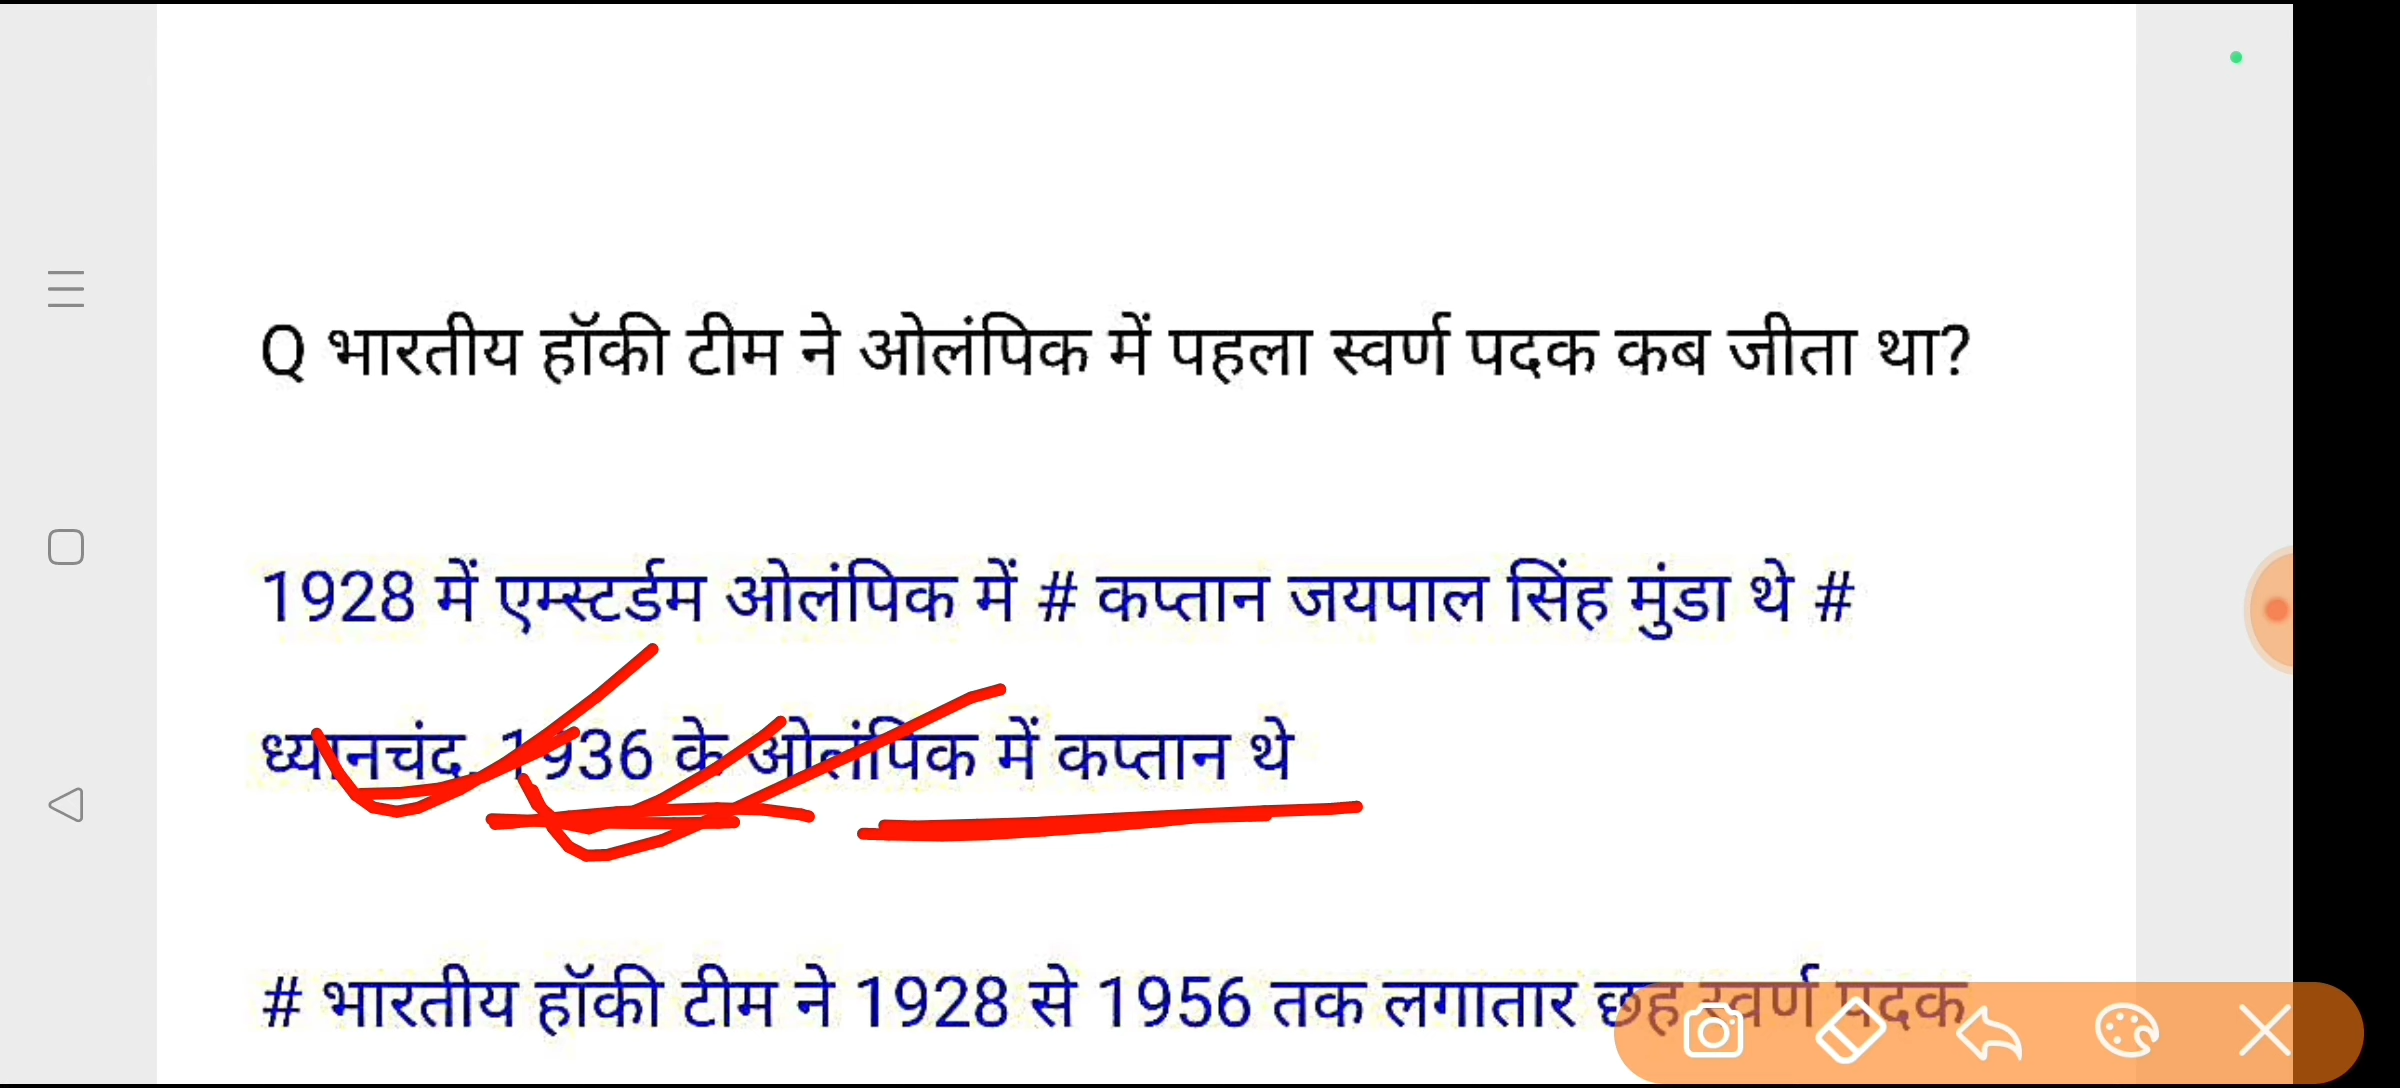 Q भारतीय हॉकी टीम ने ओलंपिक में पहला स्वर्ण पदक कब जीता था?
1928 में एम्स्टर्डम ओलंपिक में # कप्तान जयपाल सिंह मुंडा थे #
ध्यानचंद, 1936 के ओलंपिक में कप्तान थे
# भारतीय हॉकी टीम ने 1928 से 1956 तक लगातार छह स्वर्ण पदक